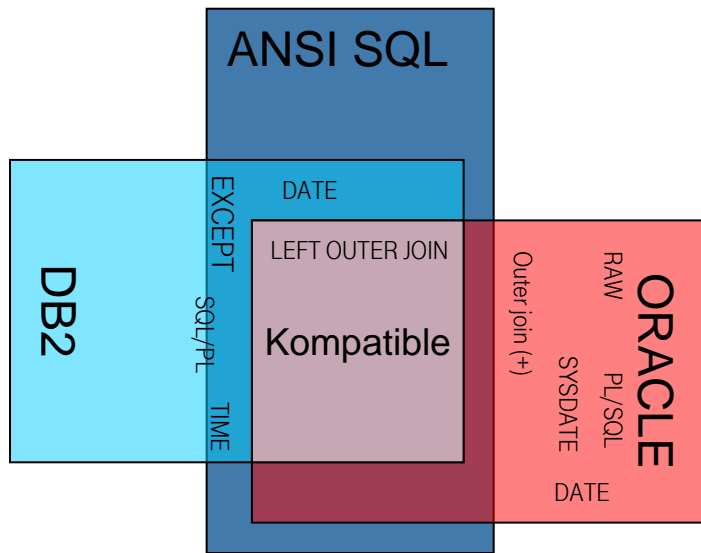 ANSI SQL
EXCEPT
DATE
LEFT OUTER JOIN
DB2
SQL/PL
Kompatible
TIME
Outer join (+)
RAW
ORACLE
SYSDATE
PL/SQL
DATE